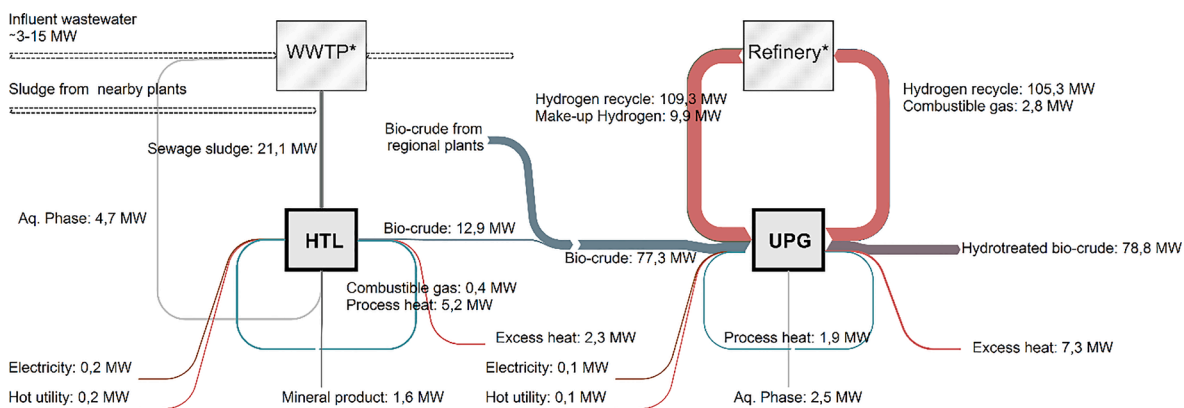 Influent wastewater
~3-15 MW
WWTP*
Sludge from nearby plants
Sewage sludge: 21,1 MW
Aq. Phase: 4,7 MW
HTL
Bio-crude: 12,9 MW
Combustible gas: 0,4 MW
Process heat: 5,2 MW
Excess heat: 2,3 MW
Electricity: 0,2 MW
Hot utility: 0,2 MW
Mineral product: 1,6 MW
Bio-crude from
regional plants
Bio-crude: 77,3 MW
Refinery*
Hydrogen recycle: 109,3 MW
Make-up Hydrogen: 9,9 MW
Hydrogen recycle: 105,3 MW
Combustible gas: 2,8 MW
UPG
Hydrotreated bio-crude: 78,8 MW
Process heat: 1,9 MW
Excess heat: 7,3 MW
Electricity: 0,1 MW
Hot utility: 0,1 MW
Aq. Phase: 2,5 MW